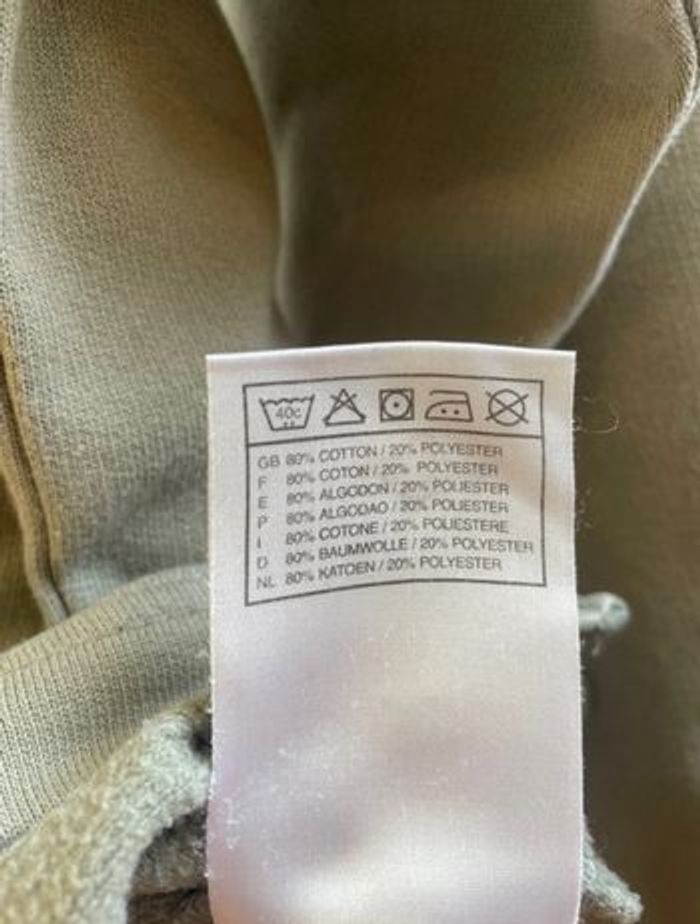 40c
GB 80% COTTON / 20% POLYESTER
F 80% COTON / 20% POLYESTER
E 80% ALGODON / 20% POLIESTER
P 80% ALGODAO / 20% POLIESTER
I 80% COTONE / 20% POLIESTERE
D 80% BAUMWOLLE / 20% POLYESTER
NL 80% KATOEN / 20% POLYESTER